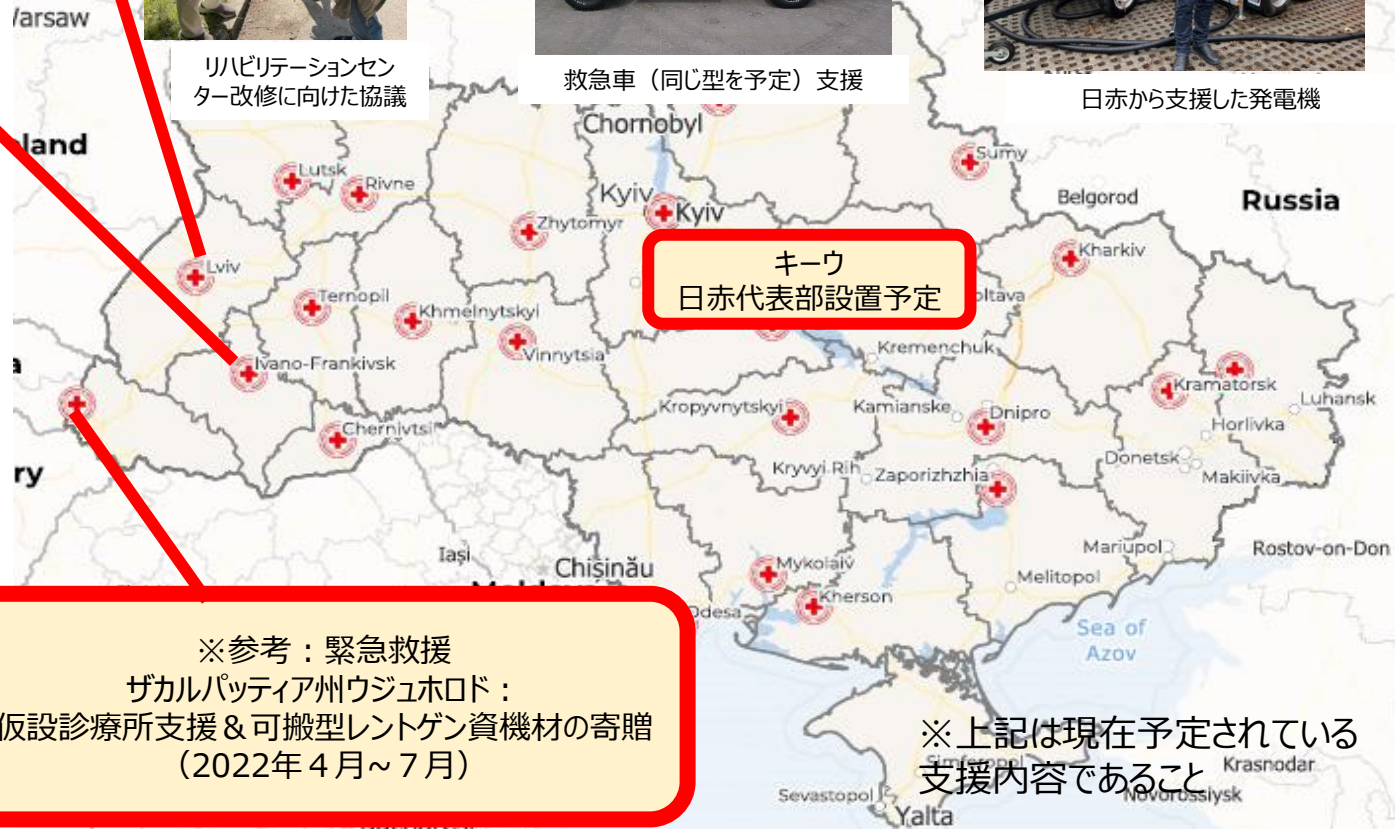 /arsaw
リハビリテーションセン
ター改修に向けた協議
救急車（同じ型を予定）支援
日赤から支援した発電機
land
Chornobyl
Sumy
Lutsk
Rivne
Kyiv
Kyiv
Belgorod
Russia
Zhytomyr
キーウ
日赤代表部設置予定
Kharkiv
Lviv
Ternopil
Khmelnytskyi
oltava
Vinnytsia
Kremenchuk
Ivano-Frankivsk
a
Kramatorsk
Luhansk
Kropyvnytskyi
Kamianske
Dnipro
Horlivka
Chernivtsi
ry
Kryvyi Rih
Zaporizhzhia
Donetsk
Makiivka
Iași
Chișinău
Mykolaiv
Mariupol
Rostov-on-Don
Melitopol
Kherson
Odesa
Sea of
Azov
※参考：緊急救援
ザカルパッティア州ウジュホロド：
仮設診療所支援＆可搬型レントゲン資機材の寄贈
（2022年４月~７月）
※上記は現在予定されている
支援内容であること
Simferopol
Krasnodar
Novorossiysk
Sevastopol
Yalta